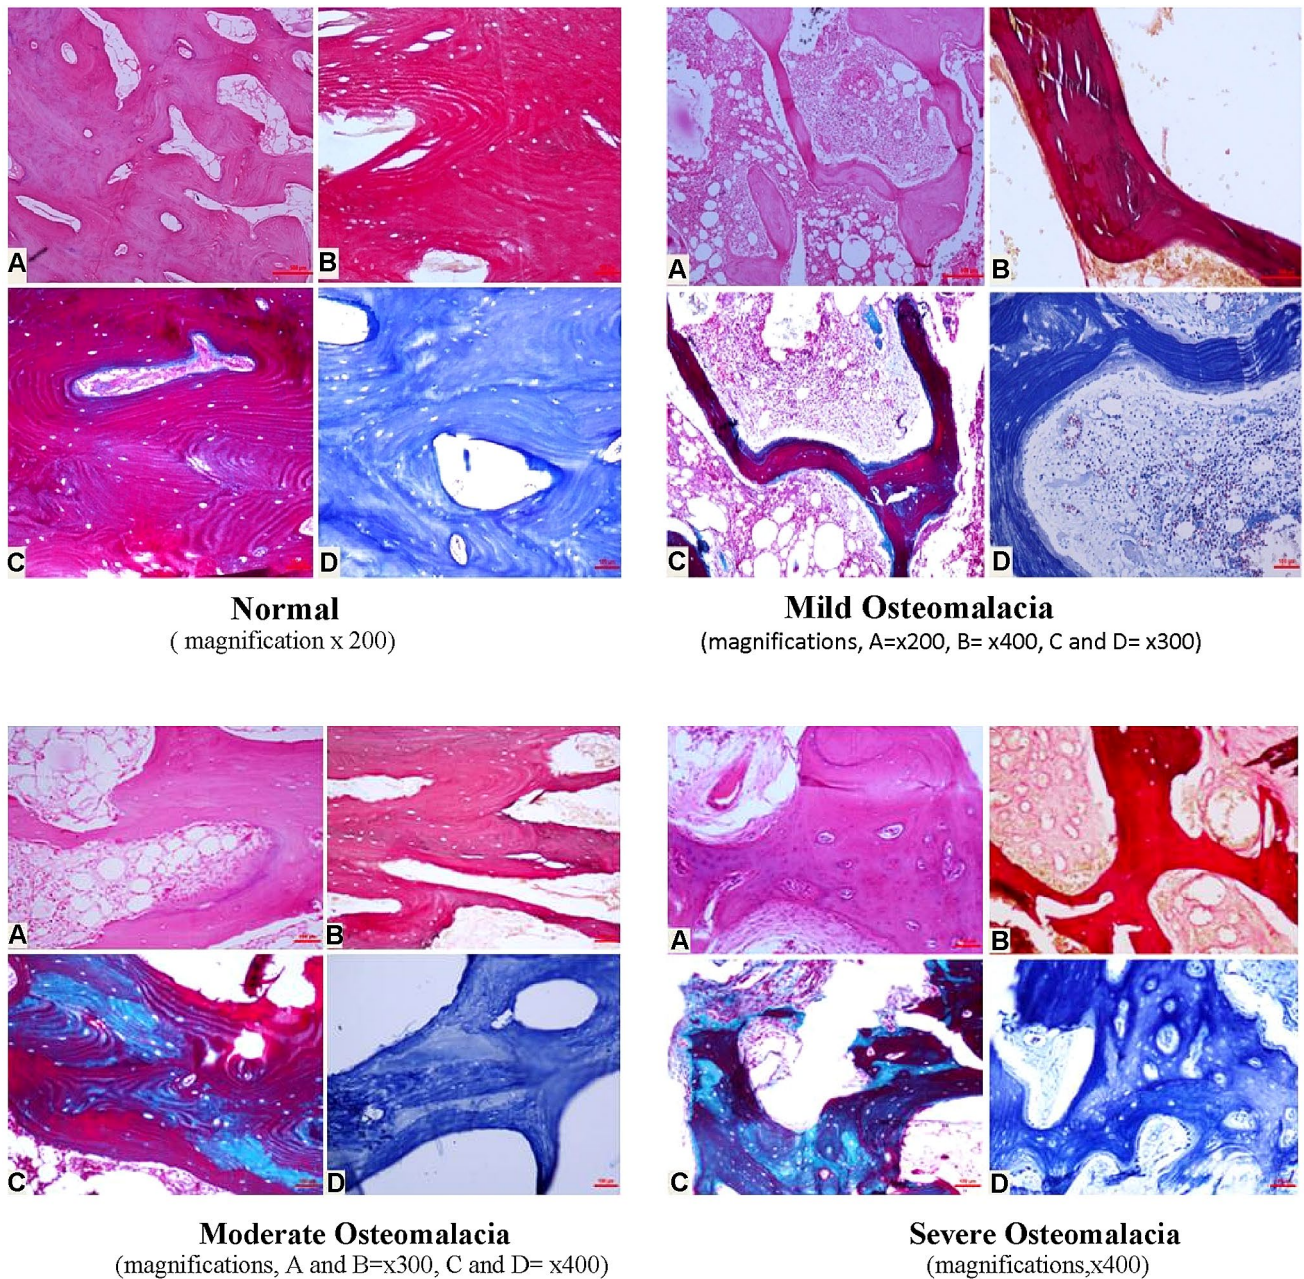 A
B
C
D
Normal
( magnification x 200)
A
B
C
D
Mild Osteomalacia
(magnifications, A=x200, B= x400, C and D= x300)
A
B
C
D
Moderate Osteomalacia
(magnifications, A and B=x300, C and D= x400)
A
B
C
D
Severe Osteomalacia
(magnifications,x400)